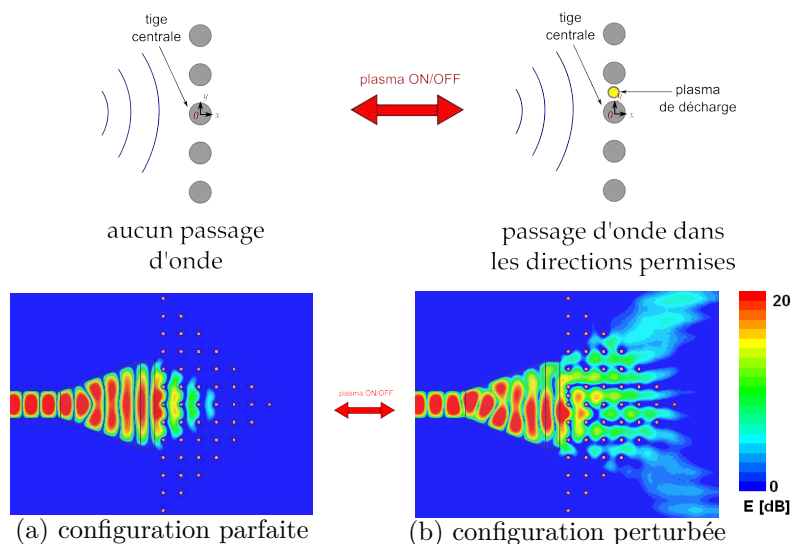 tige
centrale
plasma ON/OFF
tige
centrale
plasma
de décharge
0 x
0 x
aucun passage
d'onde
passage d'onde dans
les directions permises
plasma ON/OFF
20
0
E [dB]
(a) configuration parfaite
(b) configuration perturbée